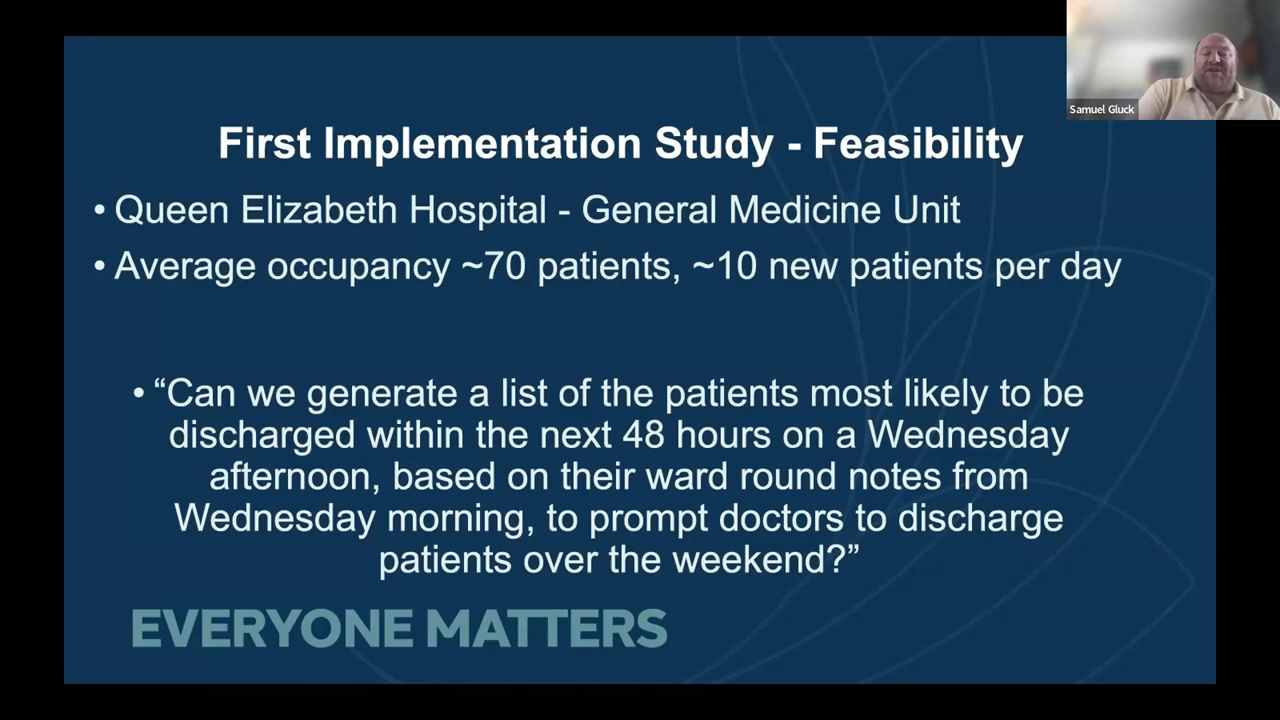 Samuel Gluck
First Implementation Study - Feasibility
• Queen Elizabeth Hospital - General Medicine Unit
• Average occupancy ~70 patients, ~10 new patients per day
• “Can we generate a list of the patients most likely to be
discharged within the next 48 hours on a Wednesday
afternoon, based on their ward round notes from
Wednesday morning, to prompt doctors to discharge
patients over the weekend?”
EVERYONE MATTERS